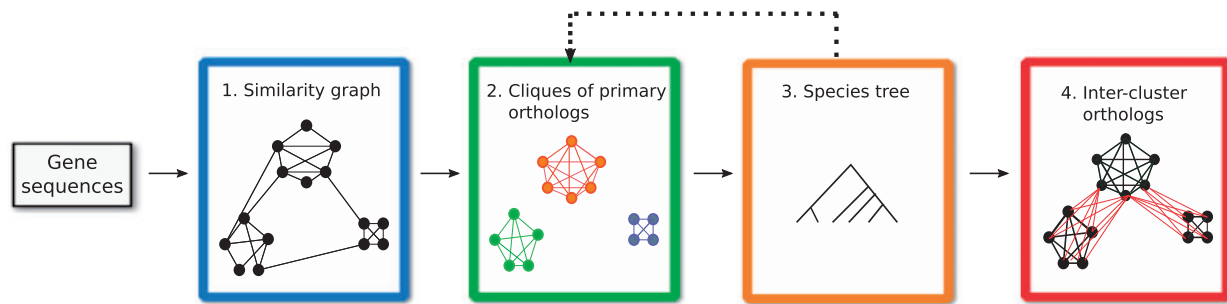 Gene
sequences
1. Similarity graph
2. Cliques of primary
orthologs
3. Species tree
4. Inter-cluster
orthologs